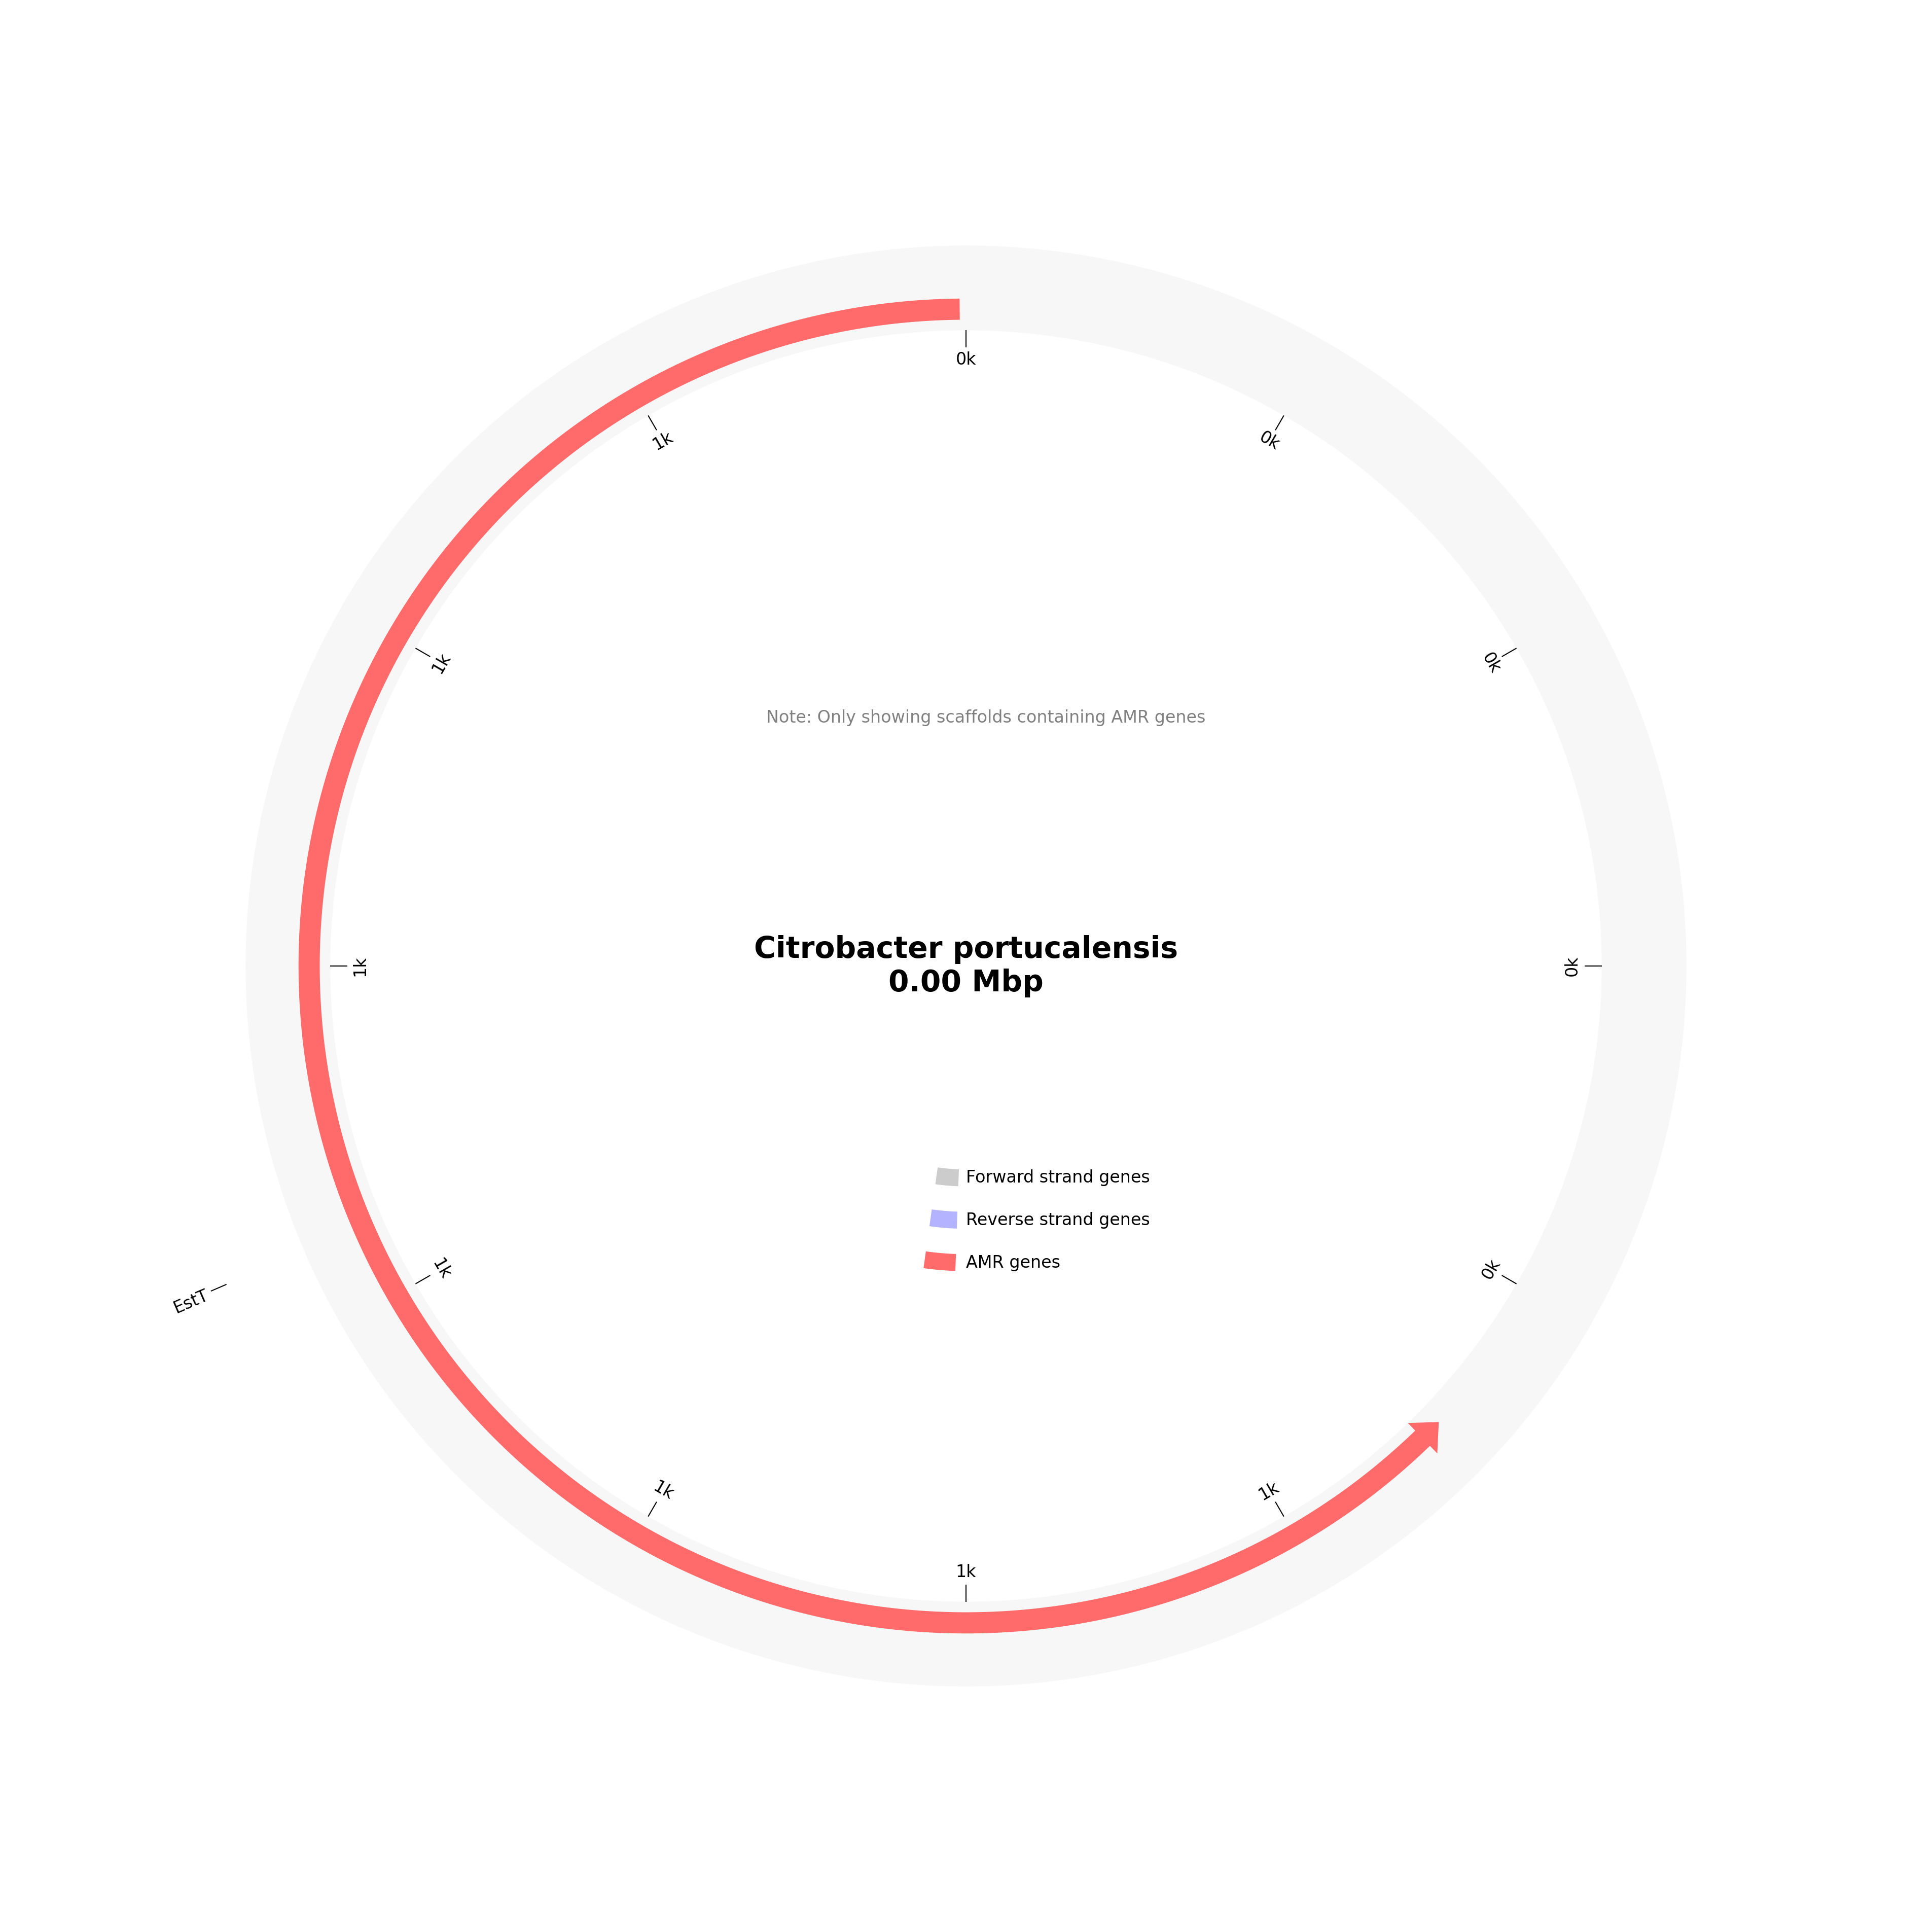 0k
0k
1k
1k
0k
1k
0k
Note: Only showing scaffolds containing AMR genes
Citrobacter portucalensis
0.00 Mbp
Forward strand genes
Reverse strand genes
AMR genes
1k
0k
EstT
1k
1k
1k